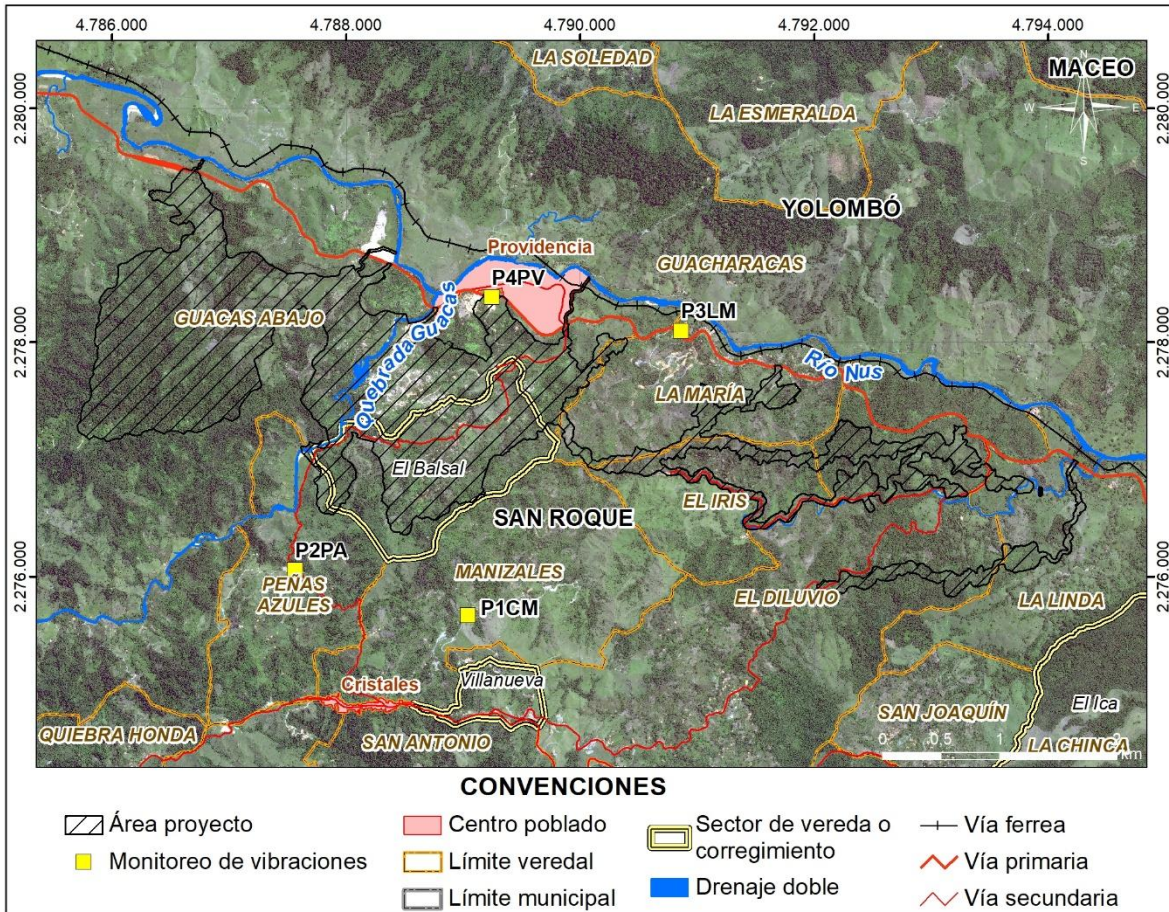 4.786.000
4.788.000
4.790.000
4.792.000
4.794.000
2.280.000
2.278.000
2.276.000
2.280.000
2.278.000
2.276.000
LA SOLEDAD
MACEO
N
W
E
S
LA ESMERALDA
YOLOMBÓ
Providencia
GUACHARACAS
P4PV
P3LM
GUACAS ABAJO
Quebrada Guacas
Río Nus
LA MARÍA
El Balsal
EL IRIS
SAN ROQUE
P2PA
PEÑAS
AZULES
MANIZALES
P1CM
EL DILUVIO
LA LINDA
Villanueva
Cristales
El Ica
QUIEBRA HONDA
SAN ANTONIO
SAN JOAQUÍN
LA CHINCA
0 0,5 1 2
km
CONVENCIONES
Área proyecto
Monitoreo de vibraciones
Centro poblado
Límite veredal
Límite municipal
Sector de vereda o
corregimiento
Drenaje doble
Vía ferrea
Vía primaria
Vía secundaria